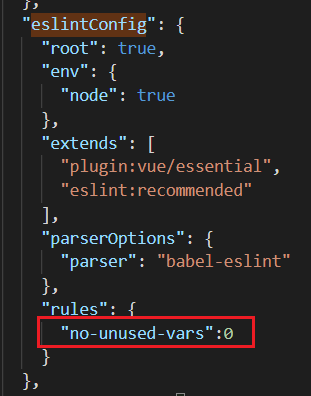 },
"eslintConfig": {
"root": true,
"env": {
"node": true
},
"extends": [
"plugin:vue/essential",
"eslint:recommended"
],
"parserOptions": {
"parser": "babel-eslint"
},
"rules": {
"no-unused-vars":0
}
},